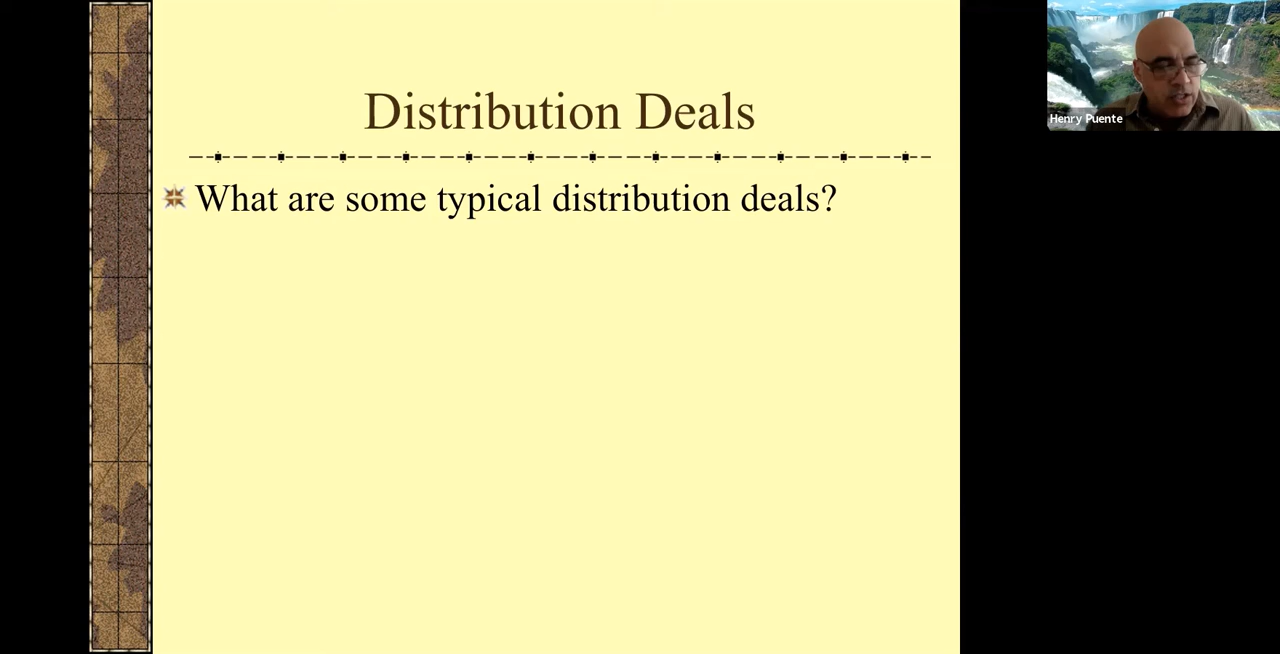 Distribution Deals
What are some typical distribution deals?
Henry Puente